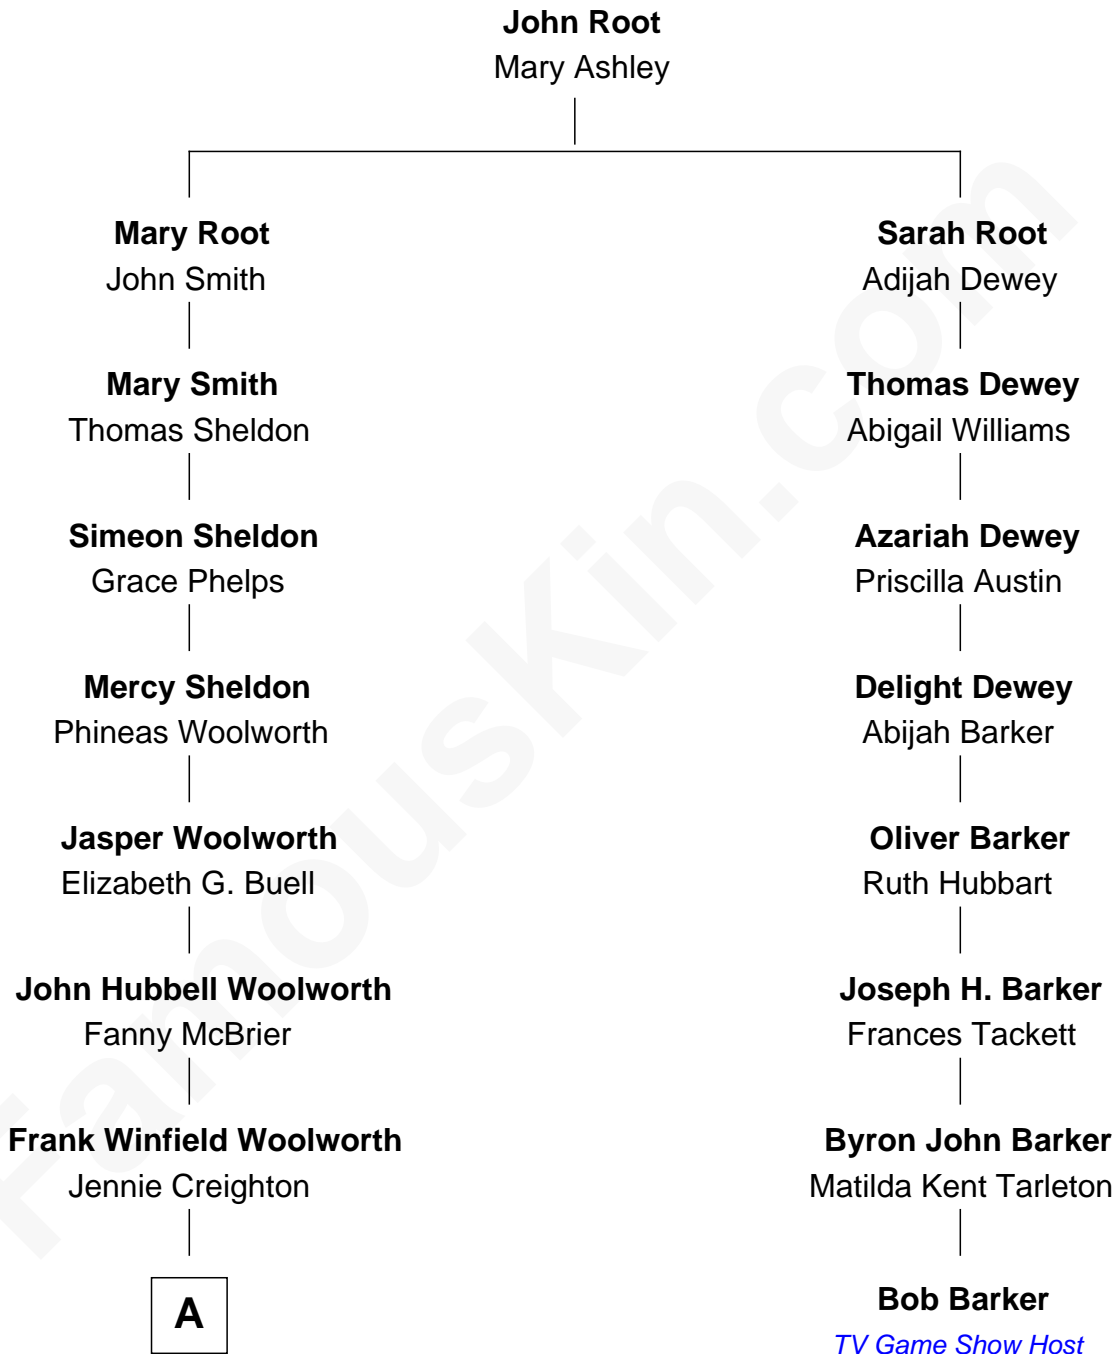 John Root
Mary Ashley
Mary Root
John Smith
Sarah Root
Adijah Dewey
Mary Smith
Thomas Sheldon
Thomas Dewey
Abigail Williams
Simeon Sheldon
Grace Phelps
Azariah Dewey
Priscilla Austin
Mercy Sheldon
Phineas Woolworth
Delight Dewey
Abijah Barker
Jasper Woolworth
Elizabeth G. Buell
Oliver Barker
Ruth Hubbart
John Hubbell Woolworth
Fanny McBrier
Joseph H. Barker
Frances Tackett
Frank Winfield Woolworth
Jennie Creighton
Byron John Barker
Matilda Kent Tarleton
A
Bob Barker
TV Game Show Host
FamousKin.com